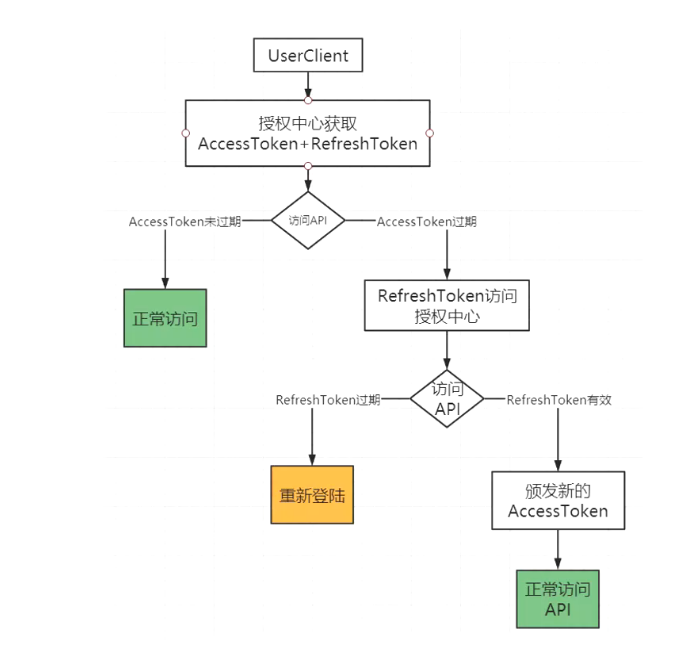 UserClient
授权中心获取
AccessToken+RefreshToken
访问API
AccessToken未过期
AccessToken过期
正常访问
RefreshToken访问
授权中心
访问
API
RefreshToken过期
RefreshToken有效
重新登陆
颁发新的
AccessToken
正常访问
API